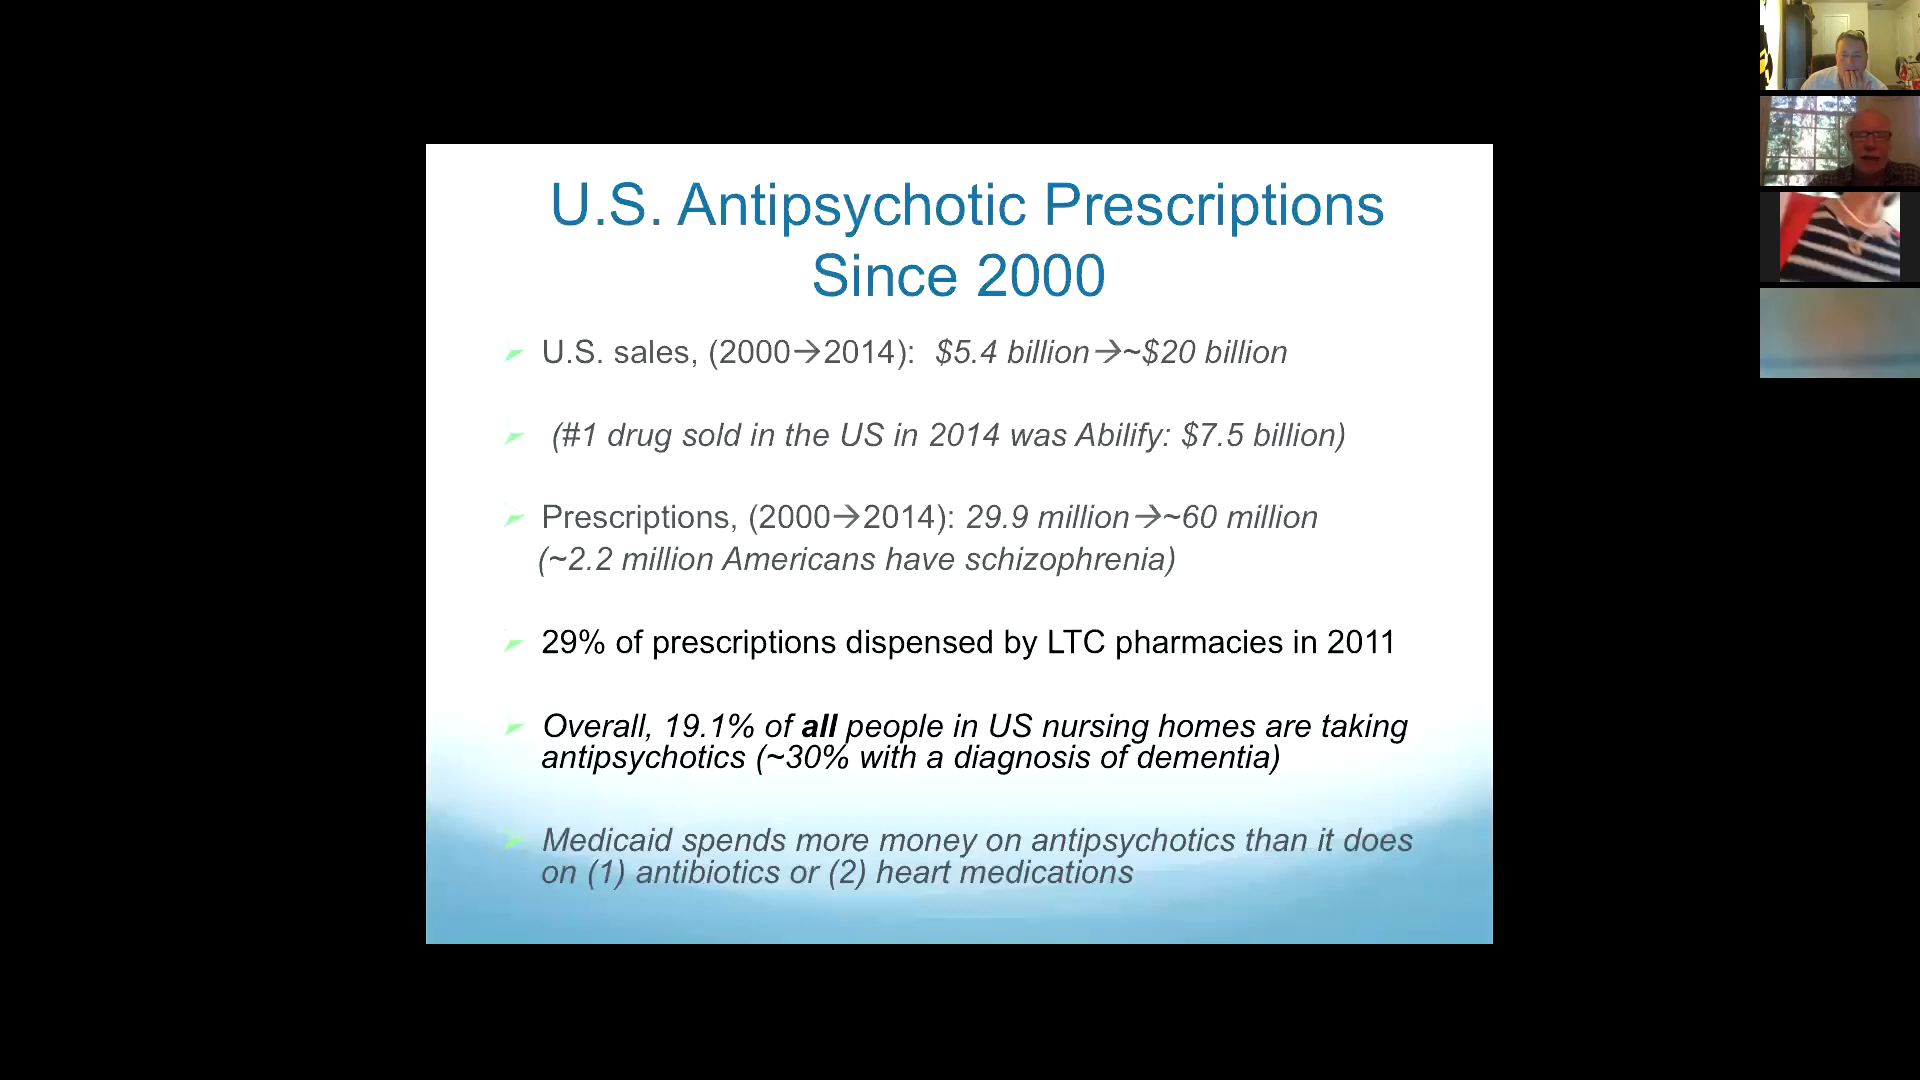 U.S. Antipsychotic Prescriptions
Since 2000
U.S. sales, (2000→2014): $5.4 billion→~$20 billion
(#1 drug sold in the US in 2014 was Abilify: $7.5 billion)
Prescriptions, (2000→2014): 29.9 million→~60 million
(~2.2 million Americans have schizophrenia)
29% of prescriptions dispensed by LTC pharmacies in 2011
Overall, 19.1% of all people in US nursing homes are taking
antipsychotics (~30% with a diagnosis of dementia)
Medicaid spends more money on antipsychotics than it does
on (1) antibiotics or (2) heart medications